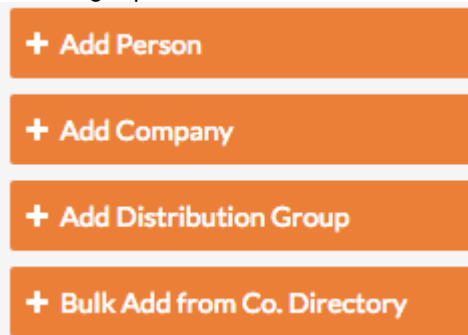 + Add Person
+ Add Company
+ Add Distribution Group
+ Bulk Add from Co. Directory